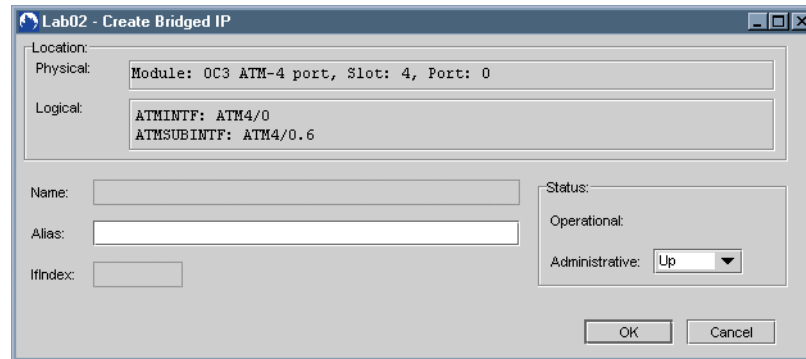 Lab02 - Create Bridged IP
Location:
Physical:
Module: OC3 ATM-4 port, Slot: 4, Port: 0
Logical:
ATMINTF: ATM4/0
ATMSUBINTF: ATM4/0.6
Name:
Alias:
IfIndex:
Status:
Operational:
Administrative: Up
OK Cancel